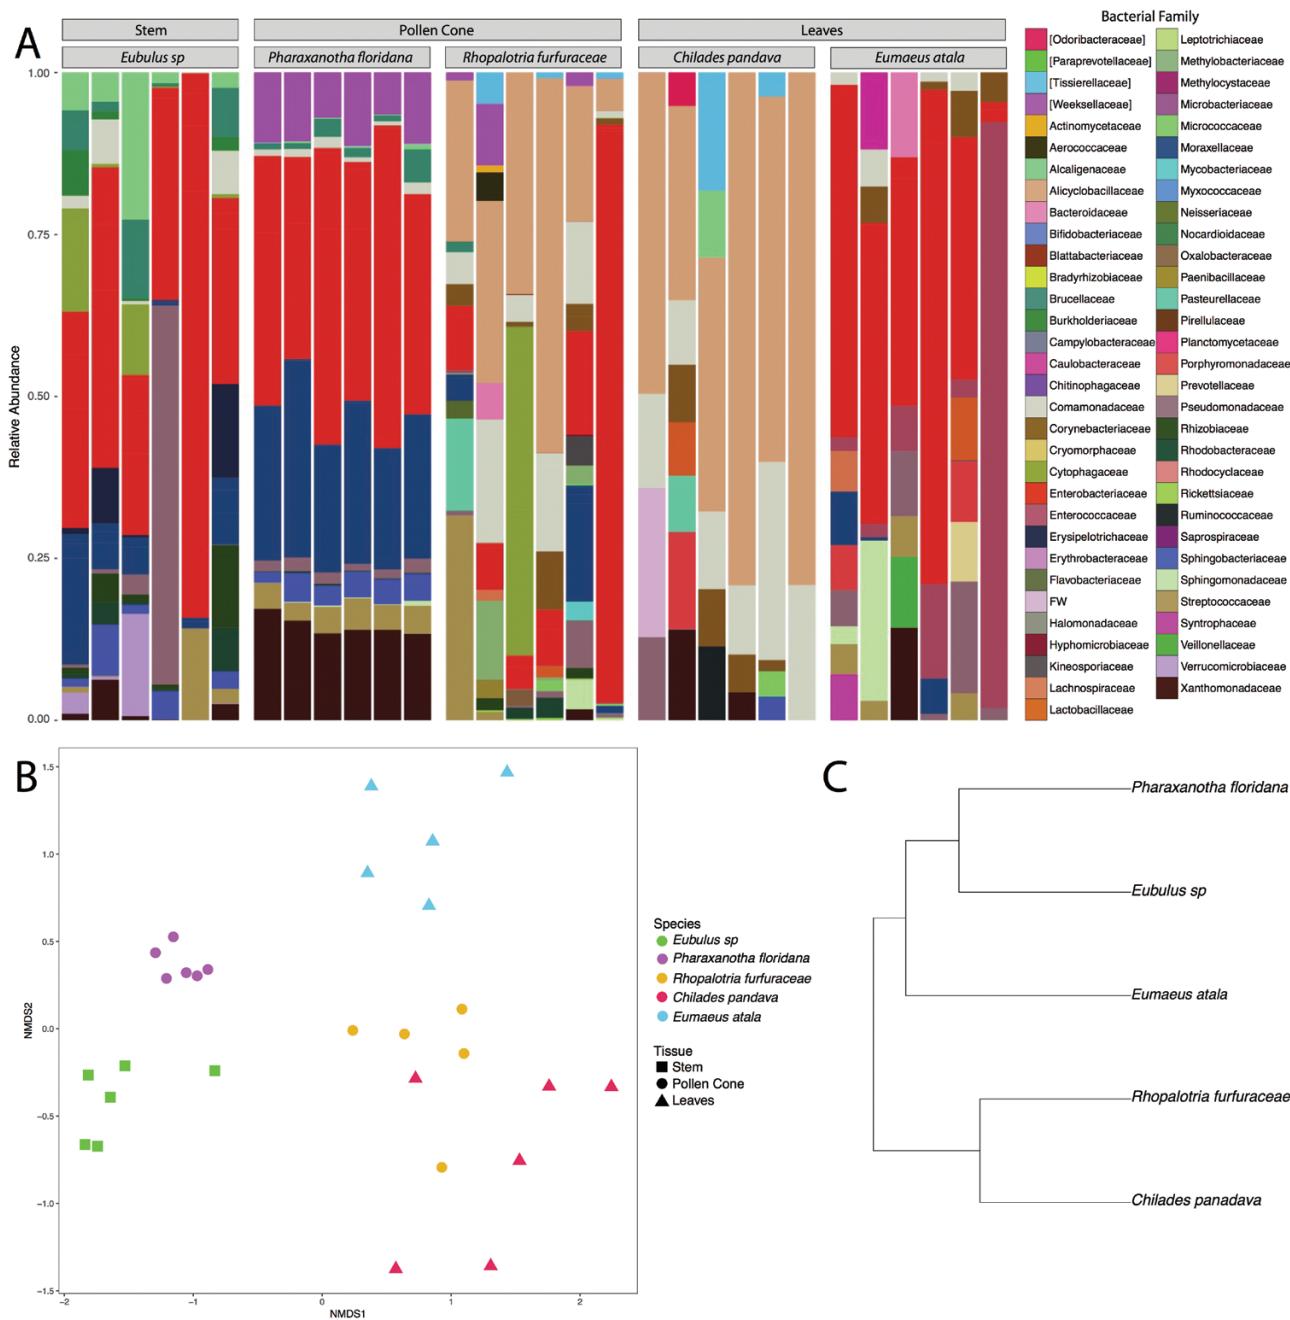 A
Stem
Pollen Cone
Leaves
Eubulus sp
Pharaxanotha floridana
Rhopalotria furfuraceae
Chilades pandava
Eumaeus atala
Relative Abundance
1.00
0.75
0.50
0.25
0.00
Bacterial Family
[Odoribacteraceae]
[Paraprevotellaceae]
[Tissierellaceae]
[Weeksellaceae]
Actinomycetaceae
Aerococcaceae
Alcaligenaceae
Alicyclobacillaceae
Bacteroidaceae
Bifidobacteriaceae
Blattabacteriaceae
Bradyrhizobiaceae
Brucellaceae
Burkholderiaceae
Campylobacteraceae
Caulobacteraceae
Chitinophagaceae
Comamonadaceae
Corynebacteriaceae
Cryomorphaceae
Cytophagaceae
Enterobacteriaceae
Enterococcaceae
Erysipelotrichaceae
Erythrobacteraceae
Flavobacteriaceae
FW
Halomonadaceae
Hyphomicrobiaceae
Kineosporiaceae
Lachnospiraceae
Lactobacillaceae
Leptotrichiaceae
Methylobacteriaceae
Methylocystaceae
Microbacteriaceae
Micrococcaceae
Moraxellaceae
Mycobacteriaceae
Myxococcaceae
Neisseriaceae
Nocardioidaceae
Oxalobacteraceae
Paenibacillaceae
Pasteurellaceae
Pirellulaceae
Planctomycetaceae
Porphyromonadaceae
Prevotellaceae
Pseudomonadaceae
Rhizobiaceae
Rhodobacteraceae
Rhodocyclaceae
Rickettsiaceae
Ruminococcaceae
Saprospiraceae
Sphingobacteriaceae
Sphingomonadaceae
Streptococcaceae
Syntrophaceae
Veillonellaceae
Verrucomicrobiaceae
Xanthomonadaceae
B
NMDS2
1.5
1.0
0.5
0.0
−0.5
−1.0
−1.5
−2
−1
0
1
2
NMDS1
Species
Eubulus sp
Pharaxanotha floridana
Rhopalotria furfuraceae
Chilades pandava
Eumaeus atala
Tissue
Stem
Pollen Cone
Leaves
C
Pharaxanotha floridana
Eubulus sp
Eumaeus atala
Rhopalotria furfuraceae
Chilades panadava